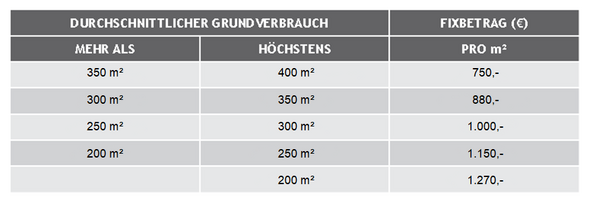 DURCHSCHNITTLICHER GRUNDVERBRAUCH FIXBETRAG (€)
MEHR ALS HÖCHSTENS PRO m²
350 m² 400 m² 750,-
300 m² 350 m² 880,-
250 m² 300 m² 1.000,-
200 m² 250 m² 1.150,-
200 m² 1.270,-